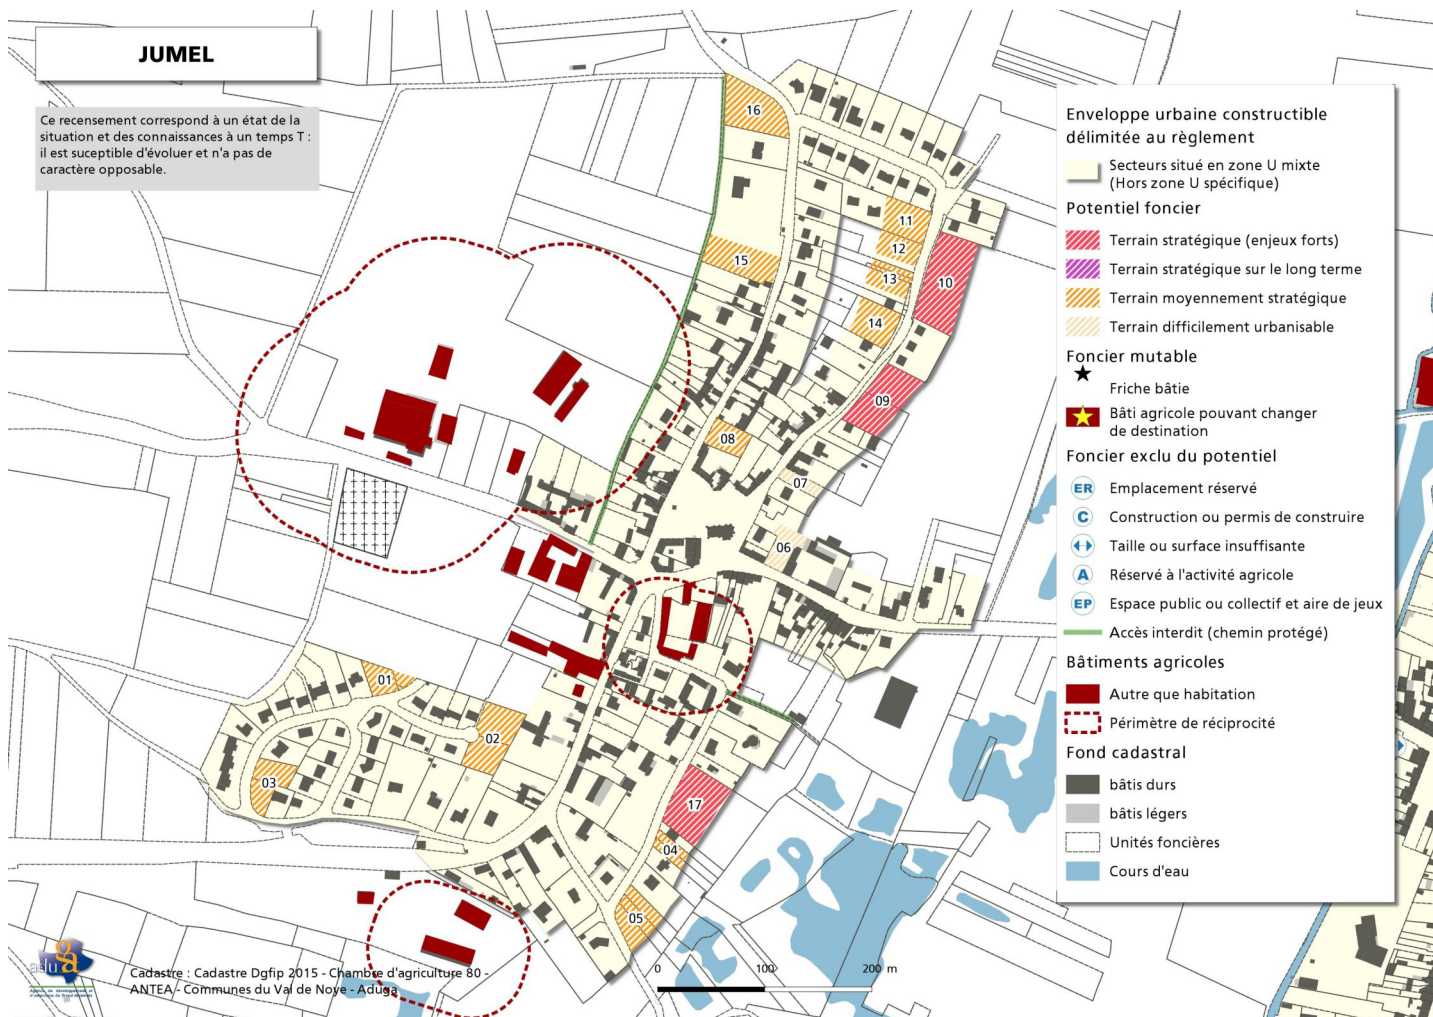 JUMEL
Ce recensement correspond à un état de la
situation et des connaissances à un temps T :
il est suceptible d'évoluer et n'a pas de
caractère opposable.
16
11
12
13
14
10
15
09
08
07
06
01
02
03
17
04
05
Enveloppe urbaine constructible
délimitée au règlement
Secteurs situé en zone U mixte
(Hors zone U spécifique)
Potentiel foncier
Terrain stratégique (enjeux forts)
Terrain stratégique sur le long terme
Terrain moyennement stratégique
Terrain difficilement urbanisable
Foncier mutable
Friche bâtie
Bâti agricole pouvant changer
de destination
Foncier exclu du potentiel
ER Emplacement réservé
C Construction ou permis de construire
Taille ou surface insuffisante
A Réservé à l'activité agricole
EP Espace public ou collectif et aire de jeux
Accès interdit (chemin protégé)
Bâtiments agricoles
Autre que habitation
Périmètre de réciprocité
Fond cadastral
bâtis durs
bâtis légers
Unités foncières
Cours d'eau
0 100 200 m
aduga
Cadastre : Cadastre Dgfip 2015 - Chambre d'agriculture 80 -
ANTEA - Communes du Val de Noye - Aduga